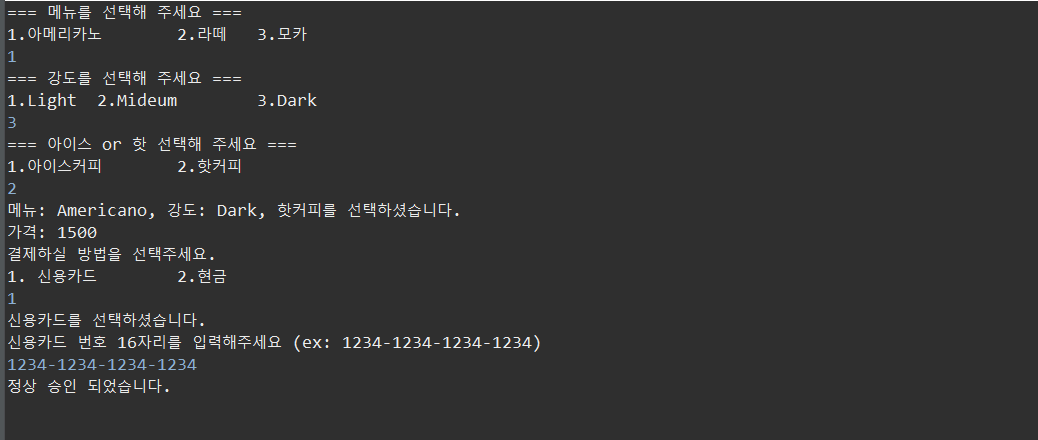 === 메뉴를 선택해 주세요 ===
1.아메리카노 2.라떼 3.모카
1
=== 강도를 선택해 주세요 ===
1.Light 2.Mideum 3.Dark
3
=== 아이스 or 핫 선택해 주세요 ===
1.아이스커피 2.핫커피
2
메뉴: Americano, 강도: Dark, 핫커피를 선택하셨습니다.
가격: 1500
결제하실 방법을 선택주세요.
1. 신용카드 2.현금
1
신용카드를 선택하셨습니다.
신용카드 번호 16자리를 입력해주세요 (ex: 1234-1234-1234-1234)
1234-1234-1234-1234
정상 승인 되었습니다.